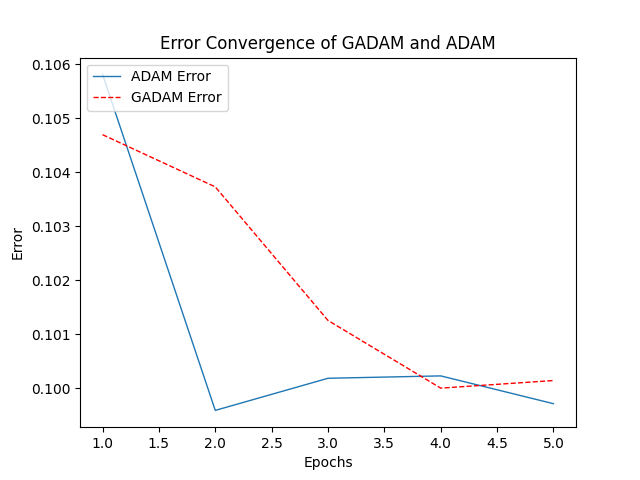 Error Convergence of GADAM and ADAM
ADAM Error
GADAM Error
0.106
0.105
0.104
0.103
0.102
0.101
0.100
Error
1.0 1.5 2.0 2.5 3.0 3.5 4.0 4.5 5.0
Epochs